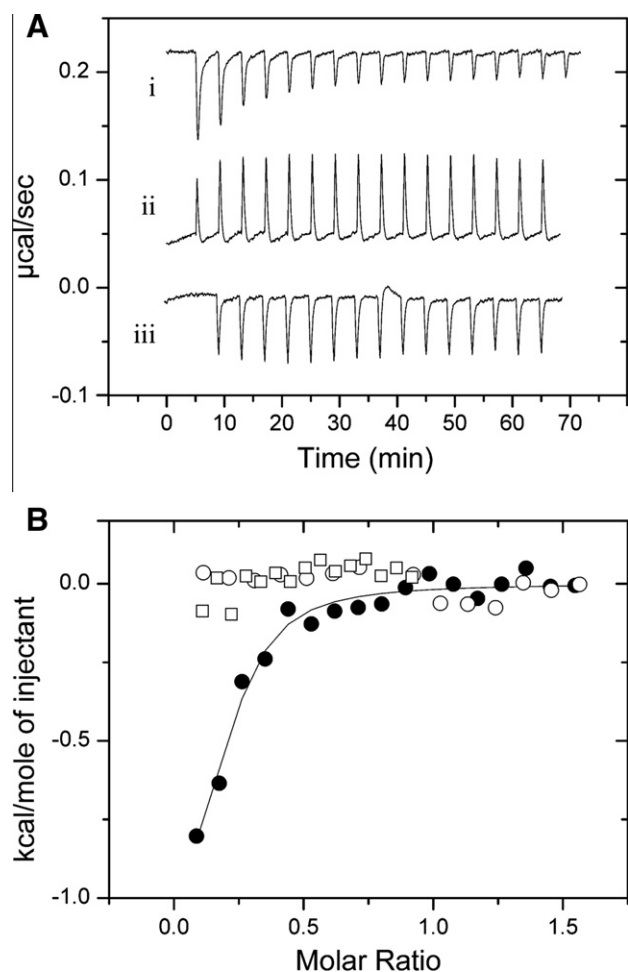 A
0.2
i
μcal/sec
0.1
ii
0.0
iii
-0.1
0 10 20 30 40 50 60 70
Time (min)
B
0.0
kcal/mole of injectant
-0.5
-1.0
0.0 0.5 1.0 1.5
Molar Ratio